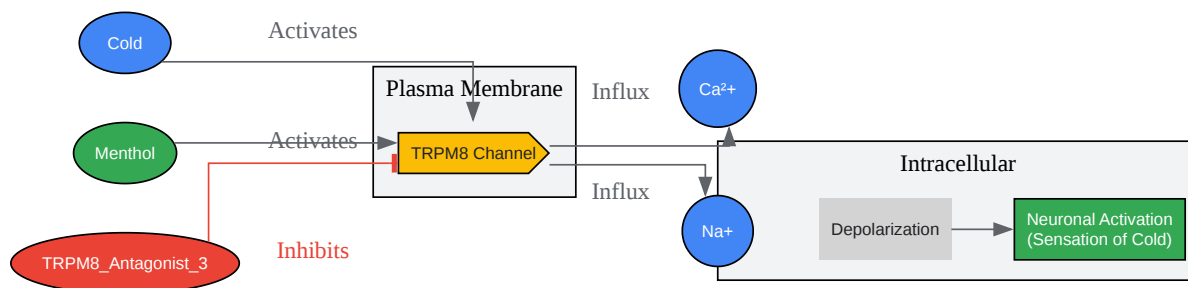 Cold
Activates
Plasma Membrane
Influx
Ca²+
Menthol
Activates
TRPM8 Channel
Intracellular
Influx
Na+
Depolarization
Neuronal Activation
(Sensation of Cold)
TRPM8_Antagonist_3
Inhibits